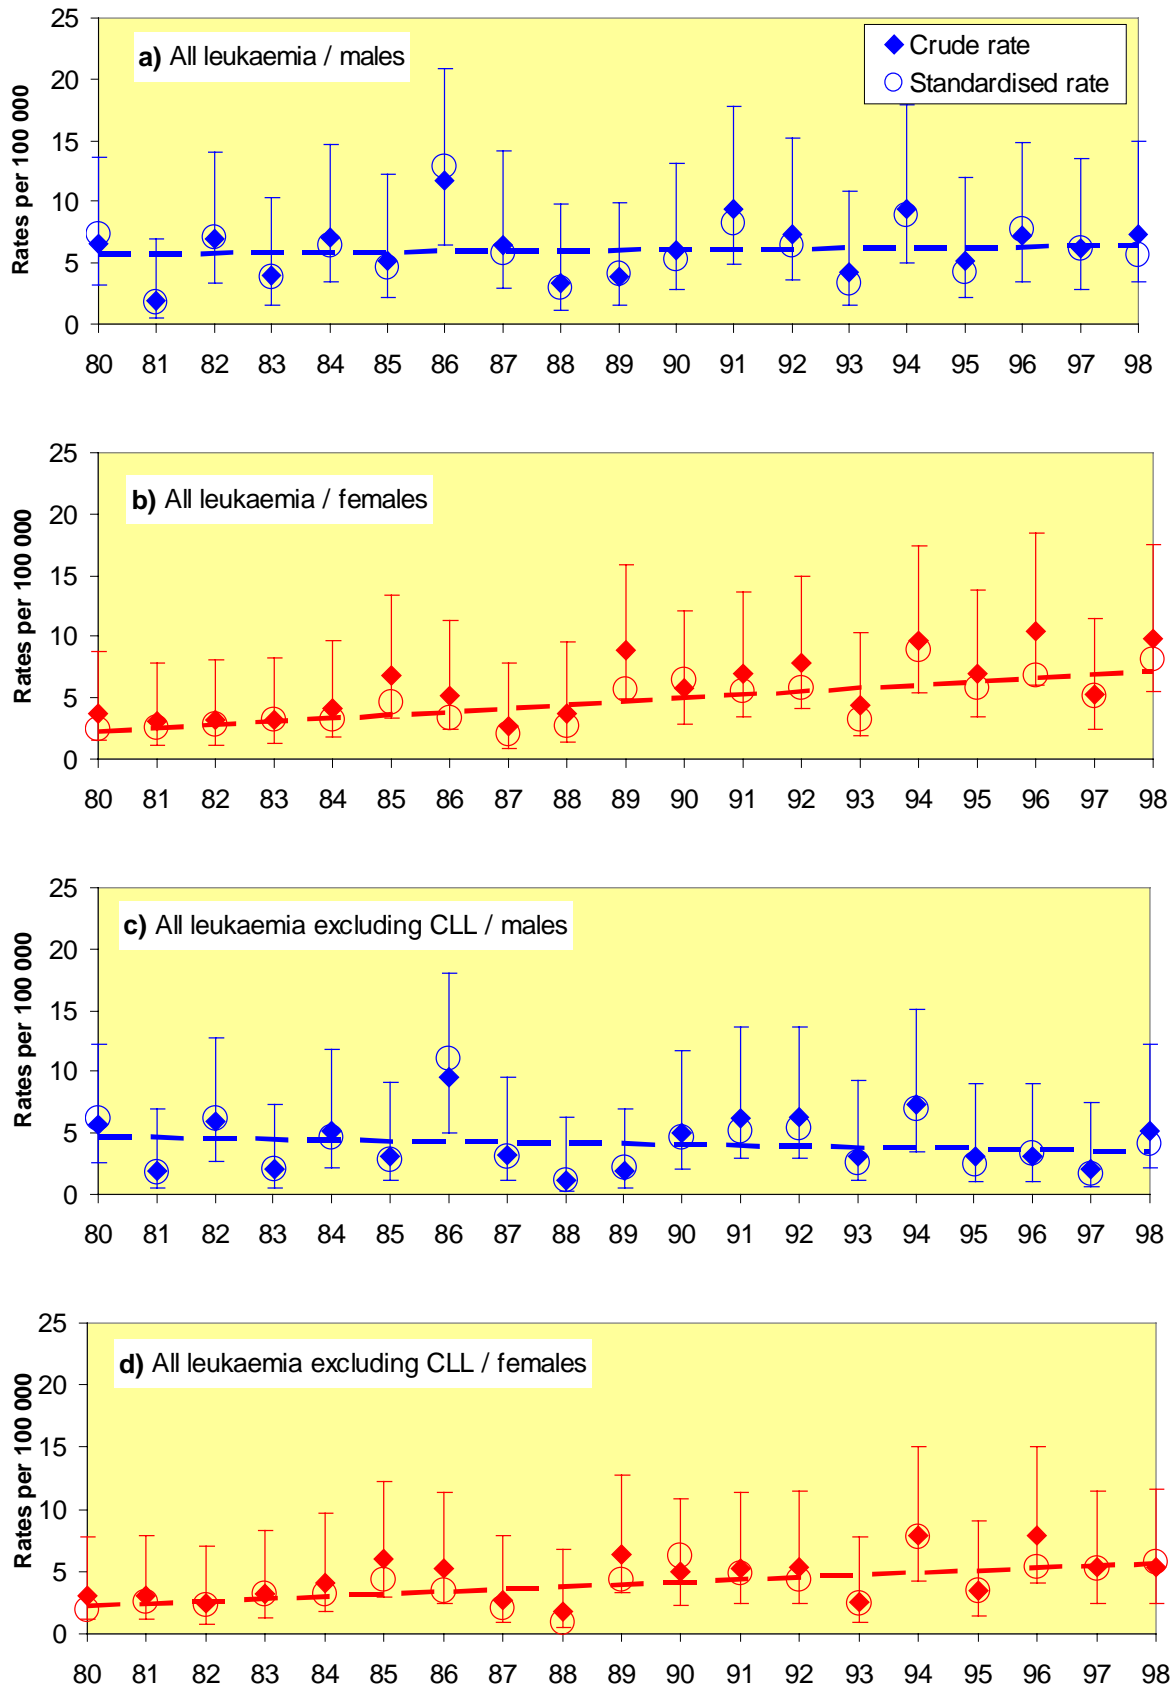 25
20
15
10
5
0
Rates per 100 000
a) All leukaemia / males
Crude rate
Standardised rate
80 81 82 83 84 85 86 87 88 89 90 91 92 93 94 95 96 97 98
25
20
15
10
5
0
Rates per 100 000
b) All leukaemia / females
80 81 82 83 84 85 86 87 88 89 90 91 92 93 94 95 96 97 98
25
20
15
10
5
0
Rates per 100 000
c) All leukaemia excluding CLL / males
80 81 82 83 84 85 86 87 88 89 90 91 92 93 94 95 96 97 98
25
20
15
10
5
0
Rates per 100 000
d) All leukaemia excluding CLL / females
80 81 82 83 84 85 86 87 88 89 90 91 92 93 94 95 96 97 98